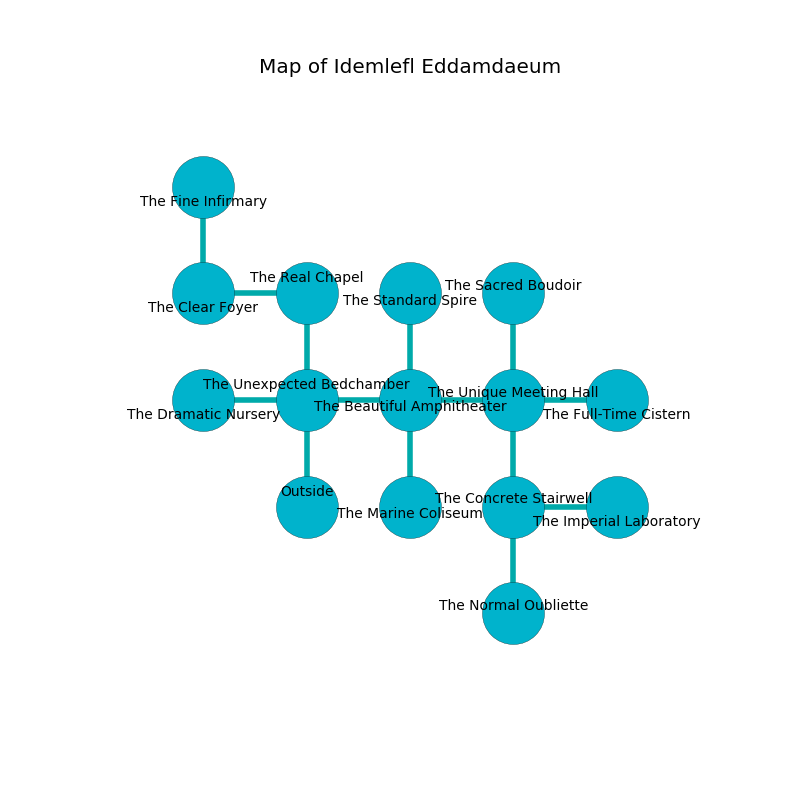 Map of Idemlefl Eddamdaeum
The Fine Infirmary
The Real Chapel
The Sacred Boudoir
The Standard Spire
The Clear Foyer
The Unexpected Bedchamber
The Unique Meeting Hall
The Beautiful Amphitheater
The Dramatic Nursery
The Full-Time Cistern
Outside
The Concrete Stairwell
The Marine Coliseum
The Imperial Laboratory
The Normal Oubliette